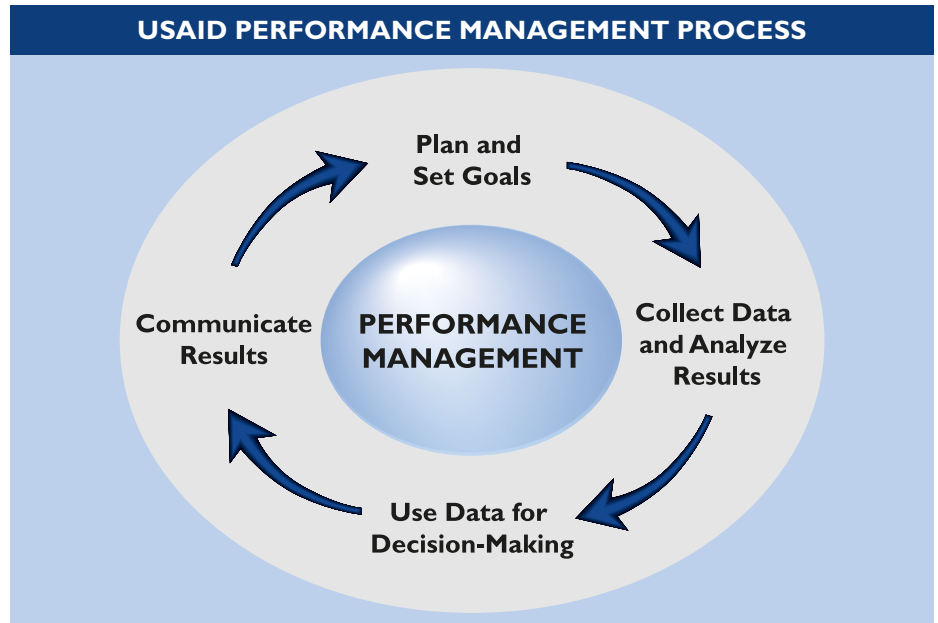 USAID PERFORMANCE MANAGEMENT PROCESS
Plan and
Set Goals
Collect Data
and Analyze
Results
Use Data for
Decision-Making
Communicate
Results
PERFORMANCE
MANAGEMENT